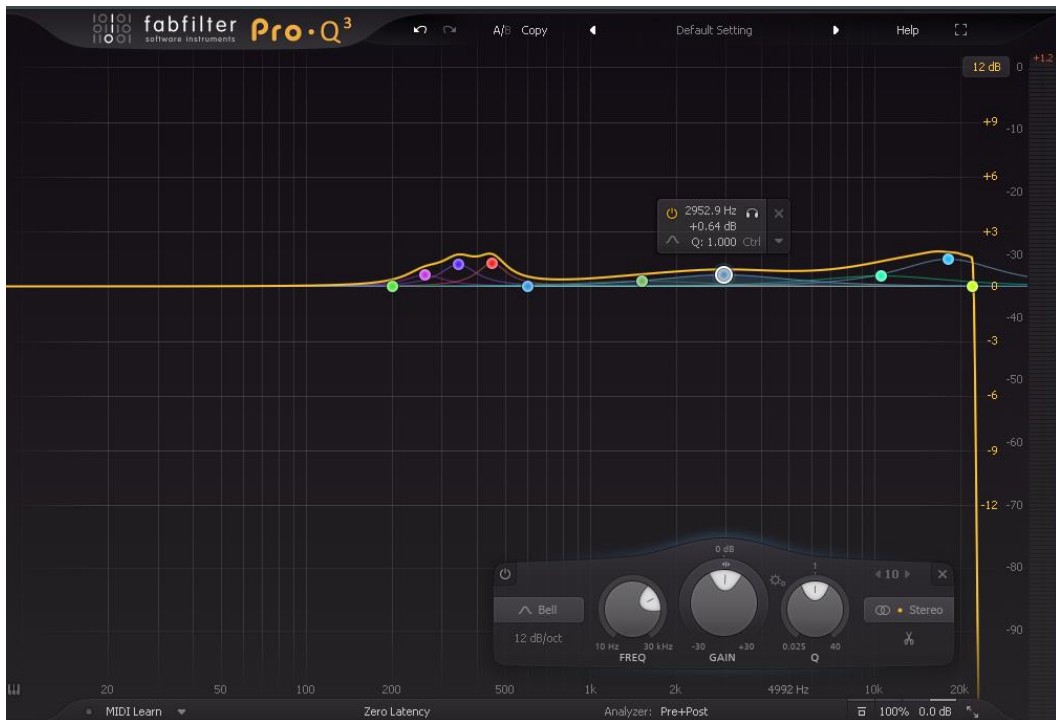 fabfilter
software instruments
Pro·Q3
A/B Copy Default Setting Help
12 dB 0 +1.2
+9 -10
+6 -20
+3 -30
0 -40
-3 -50
-6 -60
-9 -70
-12 -80
-90
2952.9 Hz
+0.64 dB
Q: 1.000 Ctrl
0 dB 1 10
Bell
12 dB/oct
10 Hz 30 kHz
FREQ
-30 +30
GAIN
0.025 40
Q
Stereo
20 50 100 200 500 1k 2k 4992 Hz 10k 20k
MIDI Learn Zero Latency Analyzer: Pre+Post 100% 0.0 dB